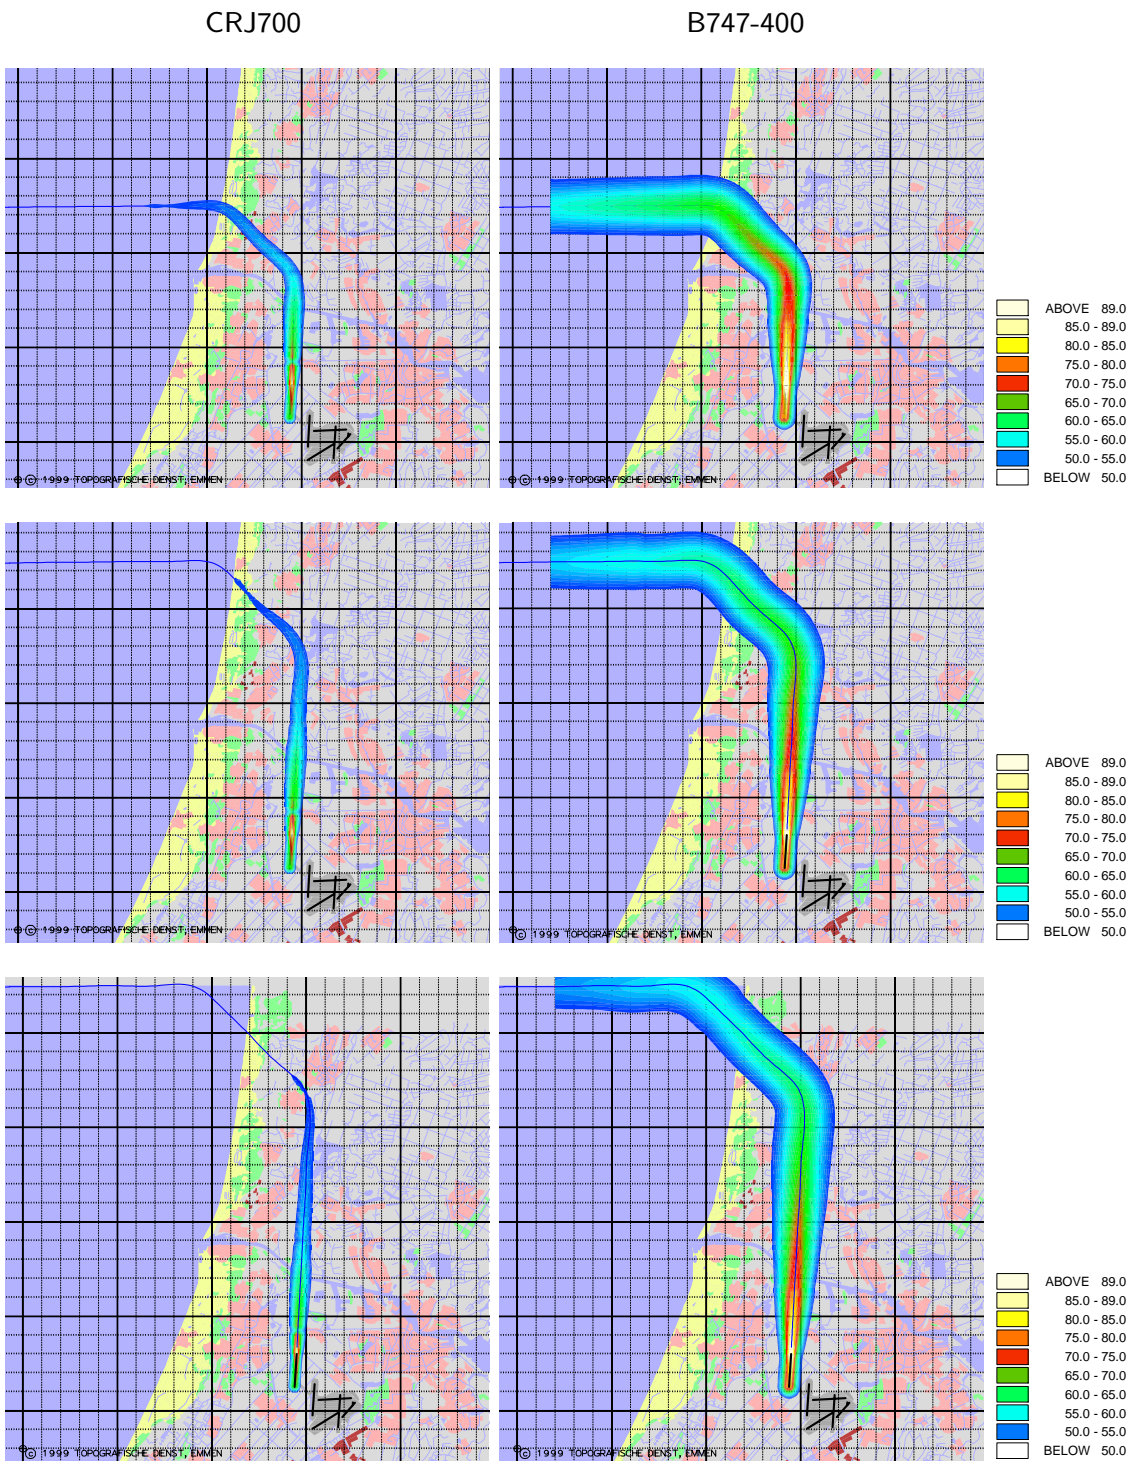 CRJ700 B747-400
ABOVE 89.0
85.0 - 89.0
80.0 - 85.0
75.0 - 80.0
70.0 - 75.0
65.0 - 70.0
60.0 - 65.0
55.0 - 60.0
50.0 - 55.0
BELOW 50.0
© 1999 TOPOGRAFISCHE DIENST, EMMEN
© 1999 TOPOGRAFISCHE DIENST, EMMEN
ABOVE 89.0
85.0 - 89.0
80.0 - 85.0
75.0 - 80.0
70.0 - 75.0
65.0 - 70.0
60.0 - 65.0
55.0 - 60.0
50.0 - 55.0
BELOW 50.0
© 1999 TOPOGRAFISCHE DIENST, EMMEN
© 1999 TOPOGRAFISCHE DIENST, EMMEN
ABOVE 89.0
85.0 - 89.0
80.0 - 85.0
75.0 - 80.0
70.0 - 75.0
65.0 - 70.0
60.0 - 65.0
55.0 - 60.0
50.0 - 55.0
BELOW 50.0
© 1999 TOPOGRAFISCHE DIENST, EMMEN
© 1999 TOPOGRAFISCHE DIENST, EMMEN